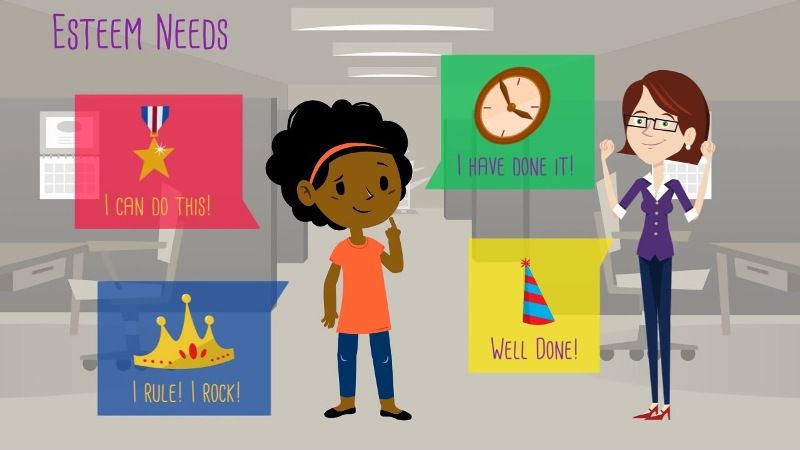 Esteem Needs
I can do this!
I have done it!
I rule! I rock!
Well Done!